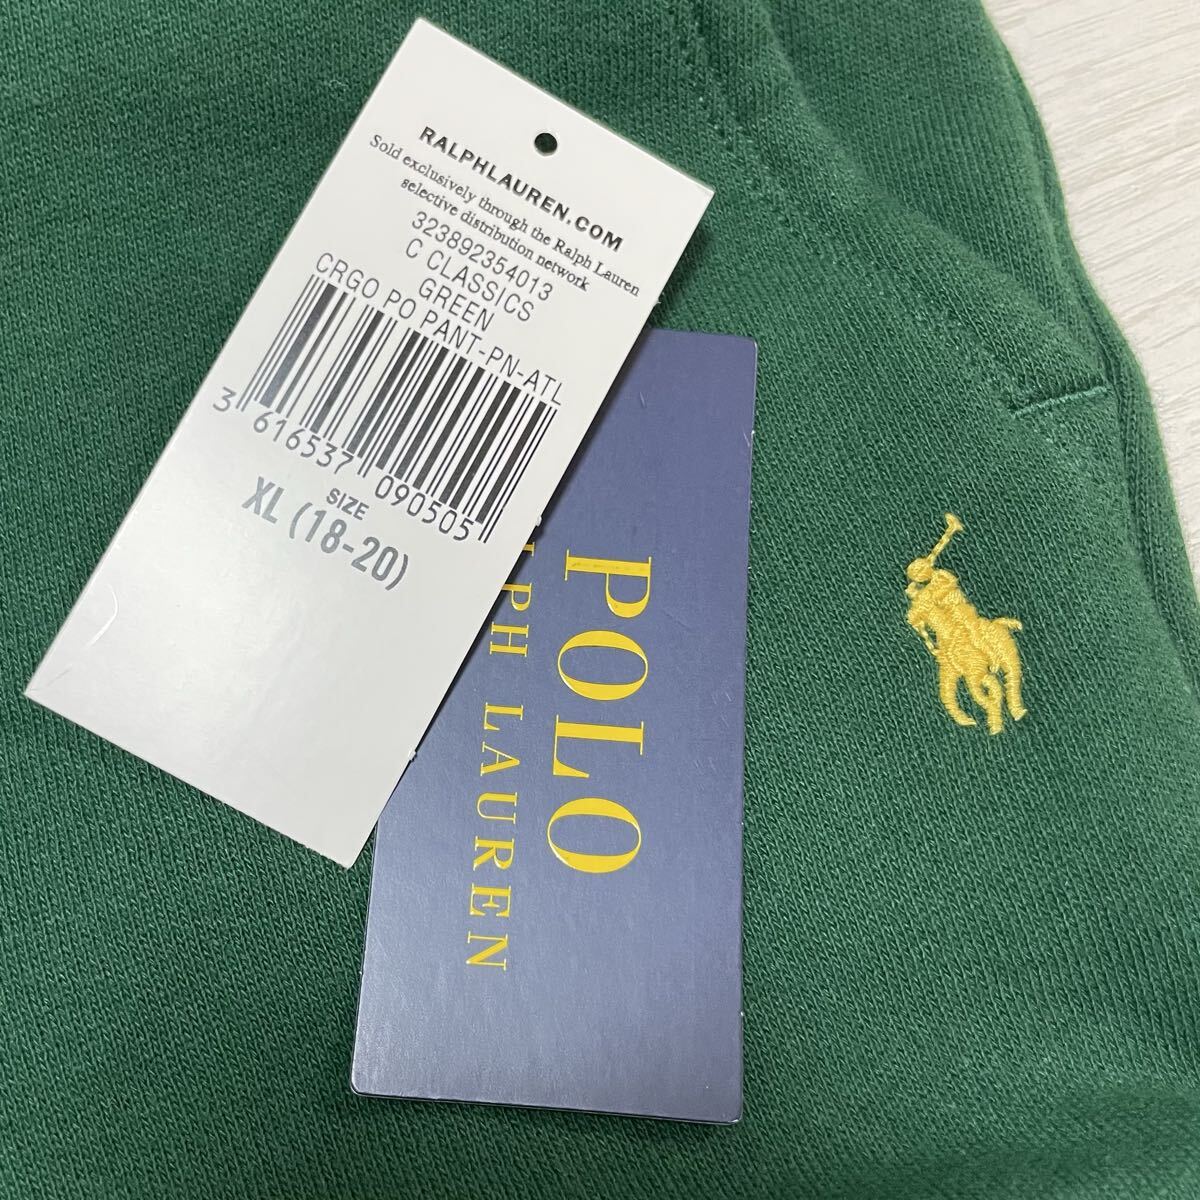 RALPHLAUREN.COM
Sold exclusively through the Ralph Lauren
selective distribution network
323892354013
C CLASSICS
GREEN
CRGO PO PANT-PN-ATL
3 616537 090505
SIZE
XL (18-20)
POLO
LPH LAUREN